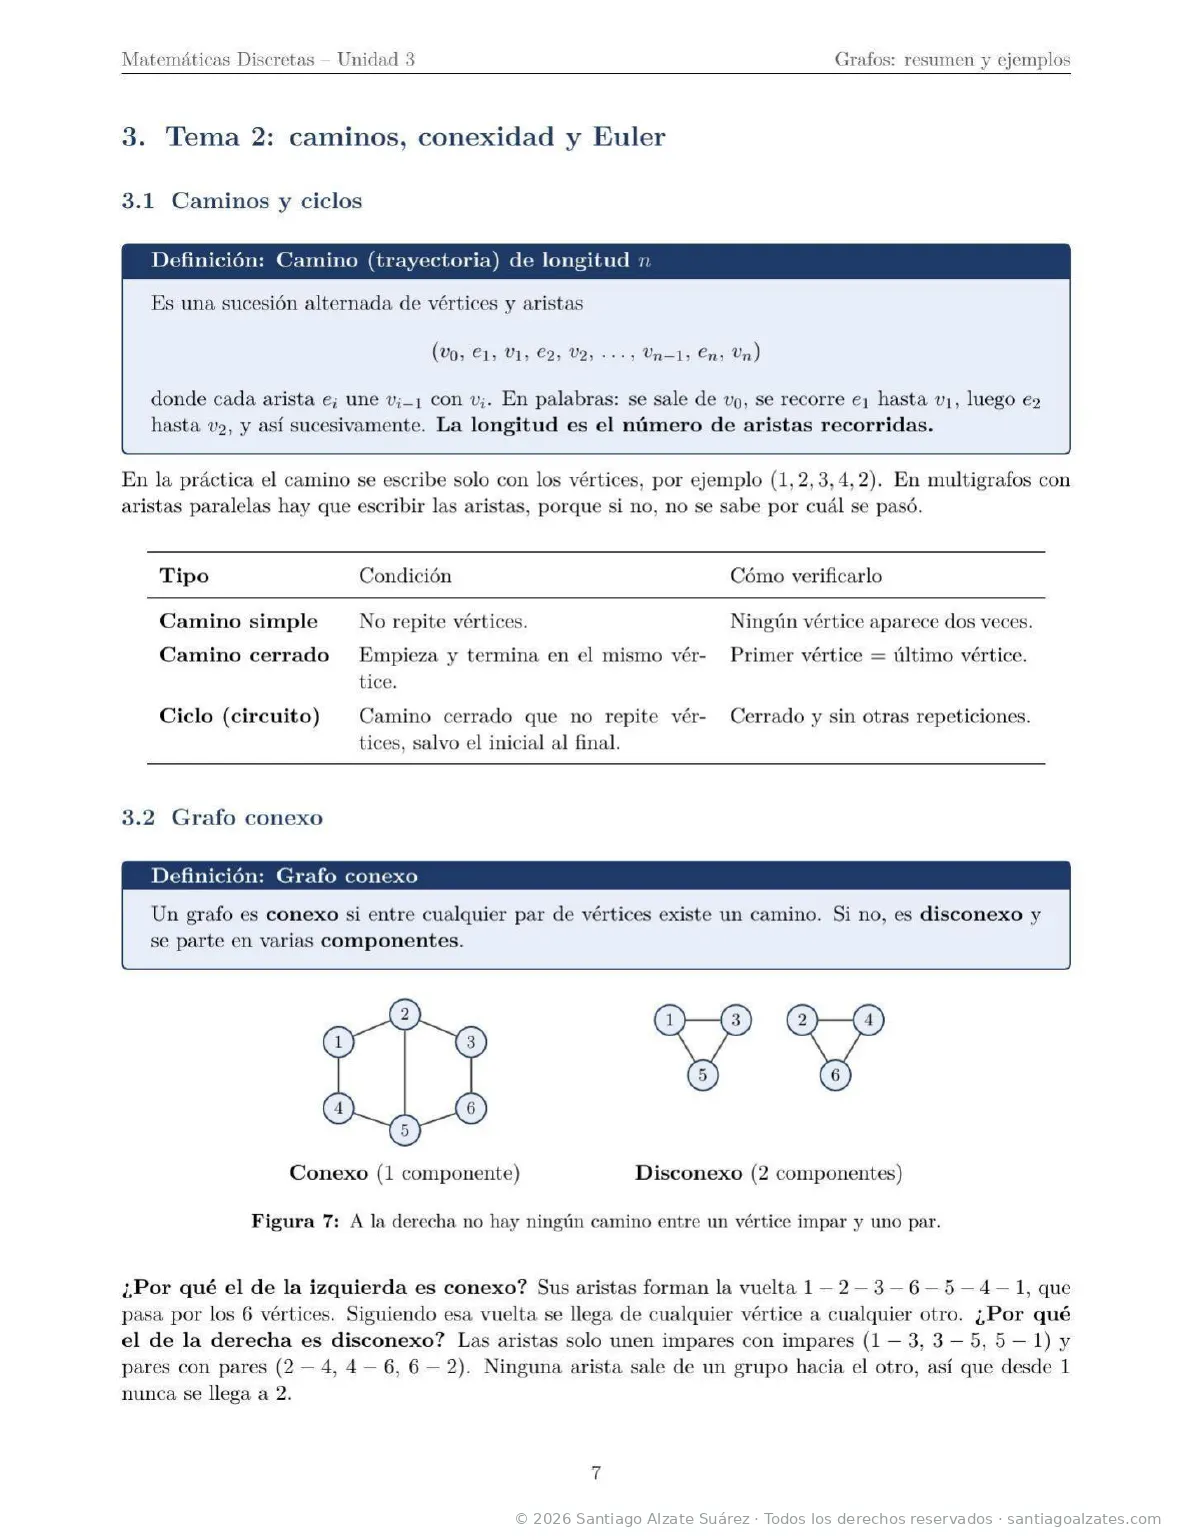 Matemáticas Discretas – Unidad 3 Grafos: resumen y ejemplos
3. Tema 2: caminos, conexidad y Euler
3.1 Caminos y ciclos
Definición: Camino (trayectoria) de longitud n
Es una sucesión alternada de vértices y aristas
(v₀, e₁, v₁, e₂, v₂, . . . , vₙ₋₁, eₙ, vₙ)
donde cada arista eᵢ une vᵢ₋₁ con vᵢ. En palabras: se sale de v₀, se recorre e₁ hasta v₁, luego e₂
hasta v₂, y así sucesivamente. La longitud es el número de aristas recorridas.
En la práctica el camino se escribe solo con los vértices, por ejemplo (1, 2, 3, 4, 2). En multigrafos con
aristas paralelas hay que escribir las aristas, porque si no, no se sabe por cuál se pasó.
Tipo Condición Cómo verificarlo
Camino simple No repite vértices. Ningún vértice aparece dos veces.
Camino cerrado Empieza y termina en el mismo vér- Primer vértice = último vértice.
tice.
Ciclo (circuito) Camino cerrado que no repite vér- Cerrado y sin otras repeticiones.
tices, salvo el inicial al final.
3.2 Grafo conexo
Definición: Grafo conexo
Un grafo es conexo si entre cualquier par de vértices existe un camino. Si no, es disconexo y
se parte en varias componentes.
2
1 3
4 6
5
1 3 2 4
5 6
Conexo (1 componente) Disconexo (2 componentes)
Figura 7: A la derecha no hay ningún camino entre un vértice impar y uno par.
¿Por qué el de la izquierda es conexo? Sus aristas forman la vuelta 1 − 2 − 3 − 6 − 5 − 4 − 1, que
pasa por los 6 vértices. Siguiendo esa vuelta se llega de cualquier vértice a cualquier otro. ¿Por qué
el de la derecha es disconexo? Las aristas solo unen impares con impares (1 − 3, 3 − 5, 5 − 1) y
pares con pares (2 − 4, 4 − 6, 6 − 2). Ninguna arista sale de un grupo hacia el otro, así que desde 1
nunca se llega a 2.
7
© 2026 Santiago Alzate Suárez · Todos los derechos reservados · santiagoalzates.com